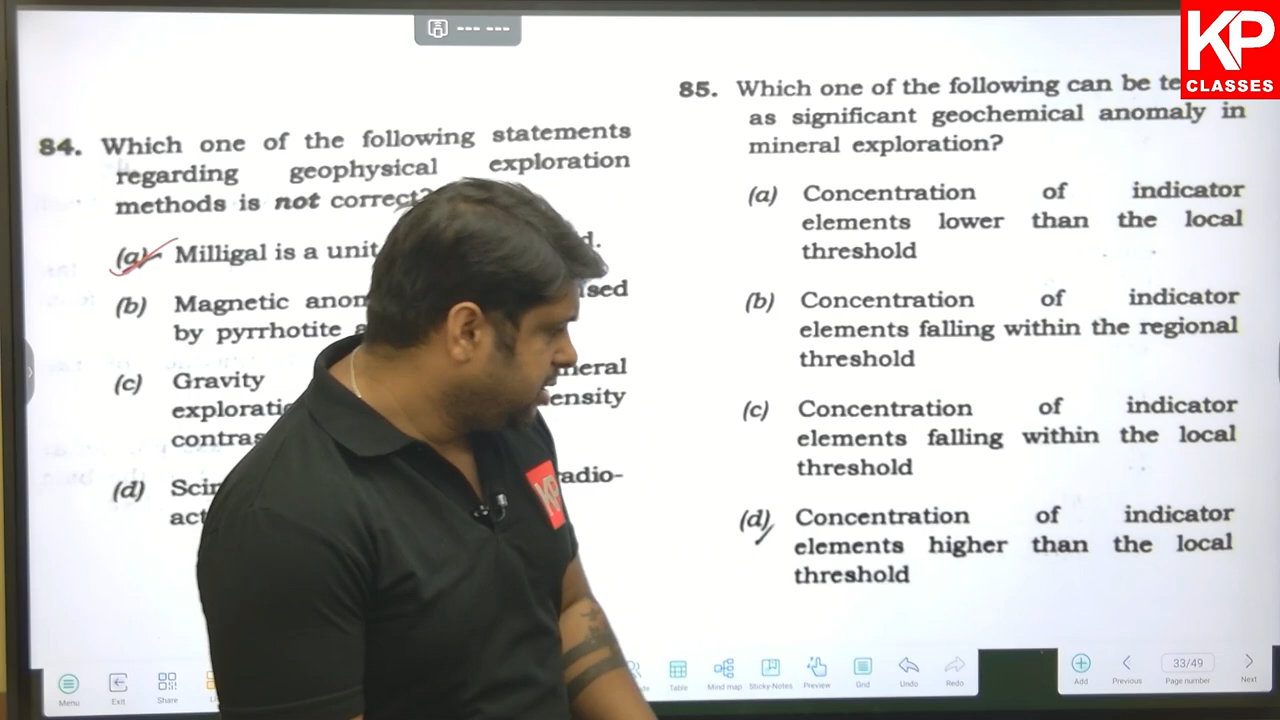 KP
CLASSES
--- ---
84. Which one of the following statements
regarding geophysical exploration
methods is not correct?
(a) Milligal is a unit
(b) Magnetic
by pyrrhotite
(c) Gravity
(d)
85. Which one of the following can be
as significant geochemical anomaly in
mineral exploration?
(a) Concentration of indicator
elements lower than the local
threshold
(b) Concentration of indicator
elements falling within the regional
threshold
(c) Concentration of indicator
elements falling within the local
threshold
(d) Concentration of indicator
elements higher than the local
threshold
KP
Menu
Exit
Share
Table
Mind map
Sticky-Notes
Preview
Grid
Undo
Redo
Add
Previous
33/49
Page number
Next